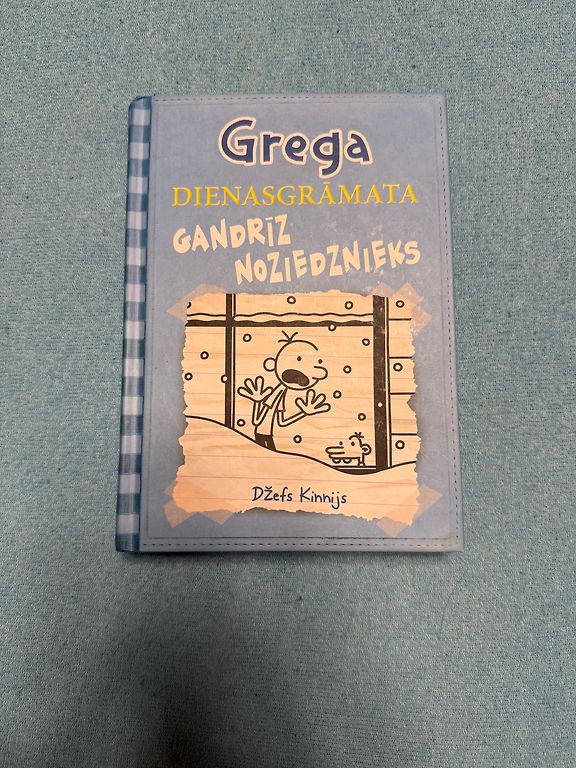 Grega
DIENASGRĀMATA
GANDRĪZ
NOZIEDZNIEKS
Džefs Kinnijs